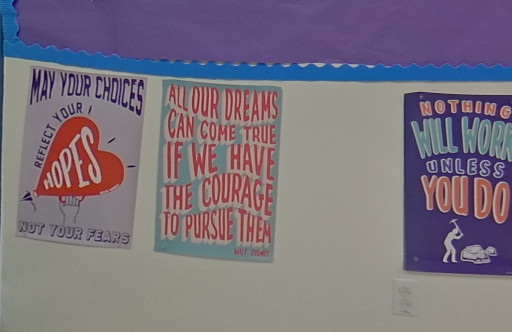 MAY YOUR CHOICES
REFLECT YOUR
HOPES
NOT YOUR FEARS
ALL OUR DREAMS
CAN COME TRUE
IF WE HAVE
THE COURAGE
TO PURSUE THEM
WALT DISNEY
NOTHING
WILL WORK
UNLESS
YOU DO